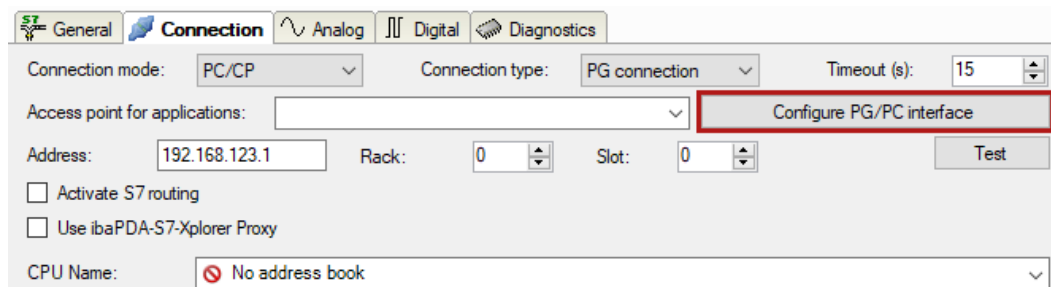 General Connection Analog Digital Diagnostics
Connection mode: PC/CP Connection type: PG connection Timeout (s): 15
Access point for applications: Configure PG/PC interface
Address: 192.168.123.1 Rack: 0 Slot: 0 Test
Activate S7 routing
Use ibaPDA-S7-Xplorer Proxy
CPU Name: No address book